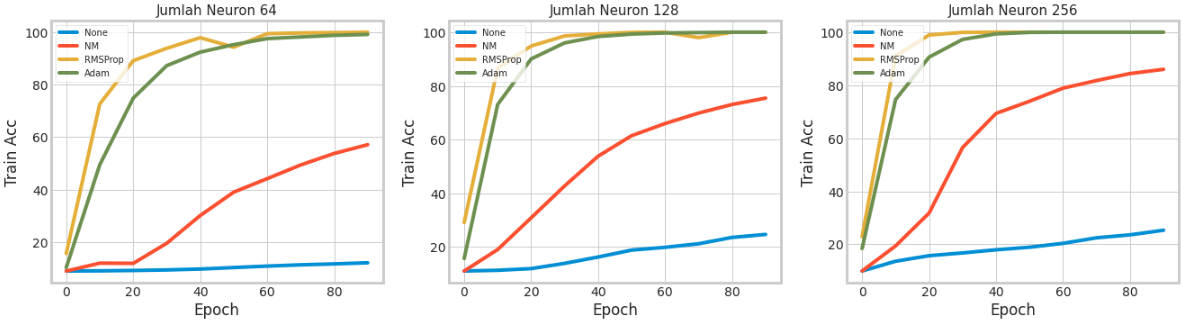 Jumlah Neuron 64
Train Acc
100
80
60
40
20
None
NM
RMSProp
Adam
0 20 40 60 80
Epoch
Jumlah Neuron 128
Train Acc
100
80
60
40
20
None
NM
RMSProp
Adam
0 20 40 60 80
Epoch
Jumlah Neuron 256
Train Acc
100
80
60
40
20
None
NM
RMSProp
Adam
0 20 40 60 80
Epoch